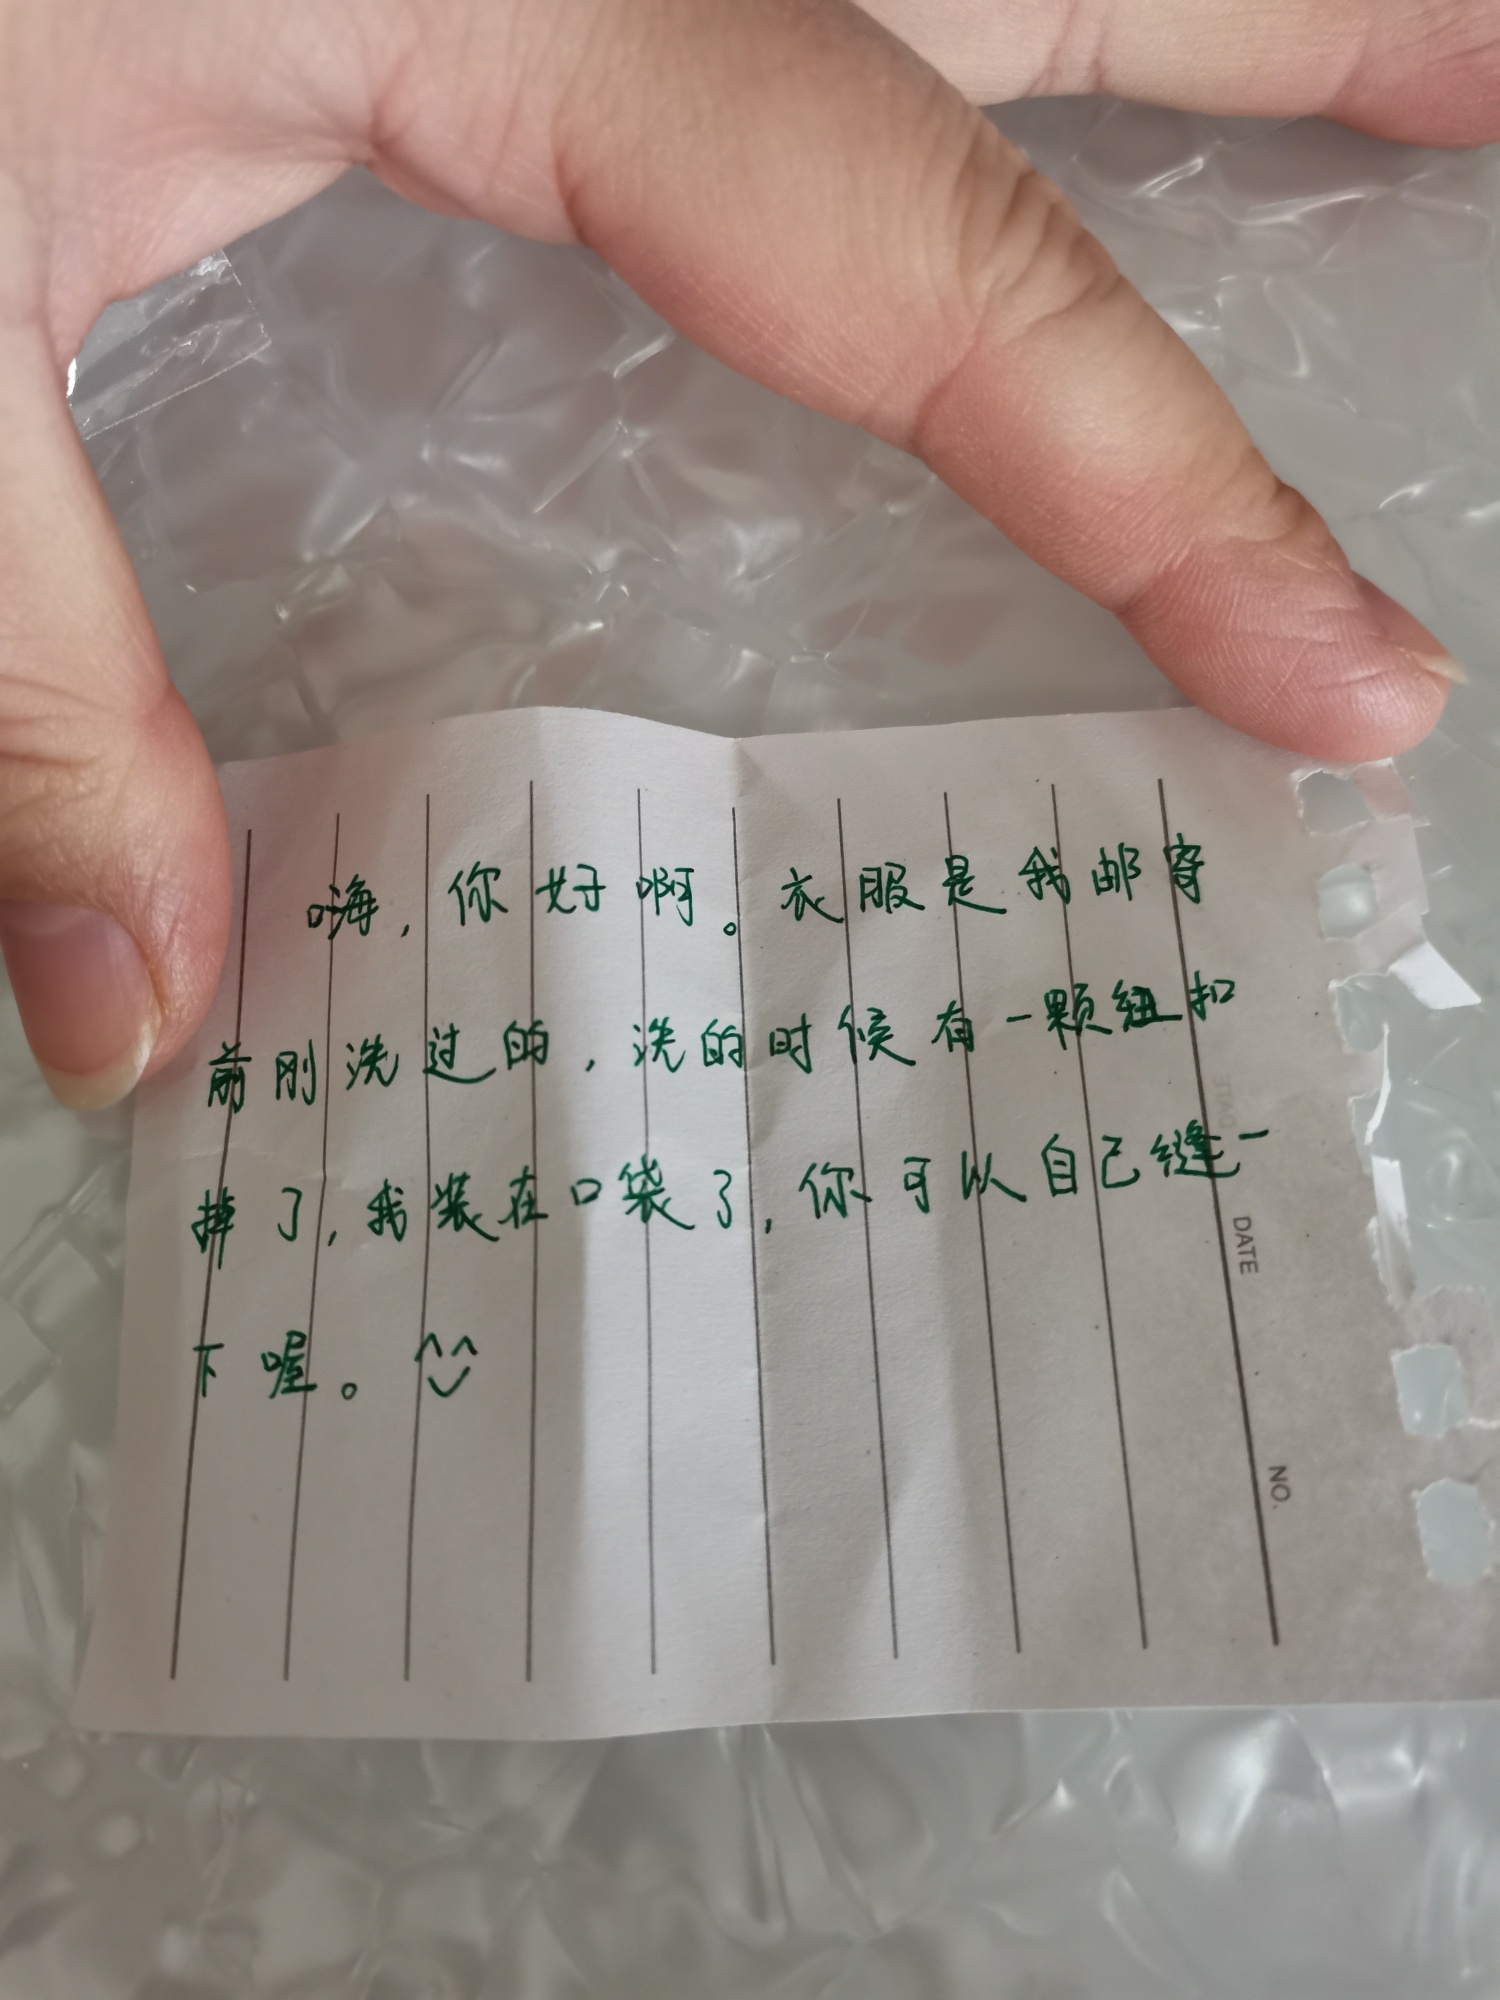 嗨，你好啊。衣服是我邮寄
前刚洗过的，洗的时候有一颗纽扣
掉了，我装在口袋了，你可以自己缝一
下喔。^^
DATE
NO.